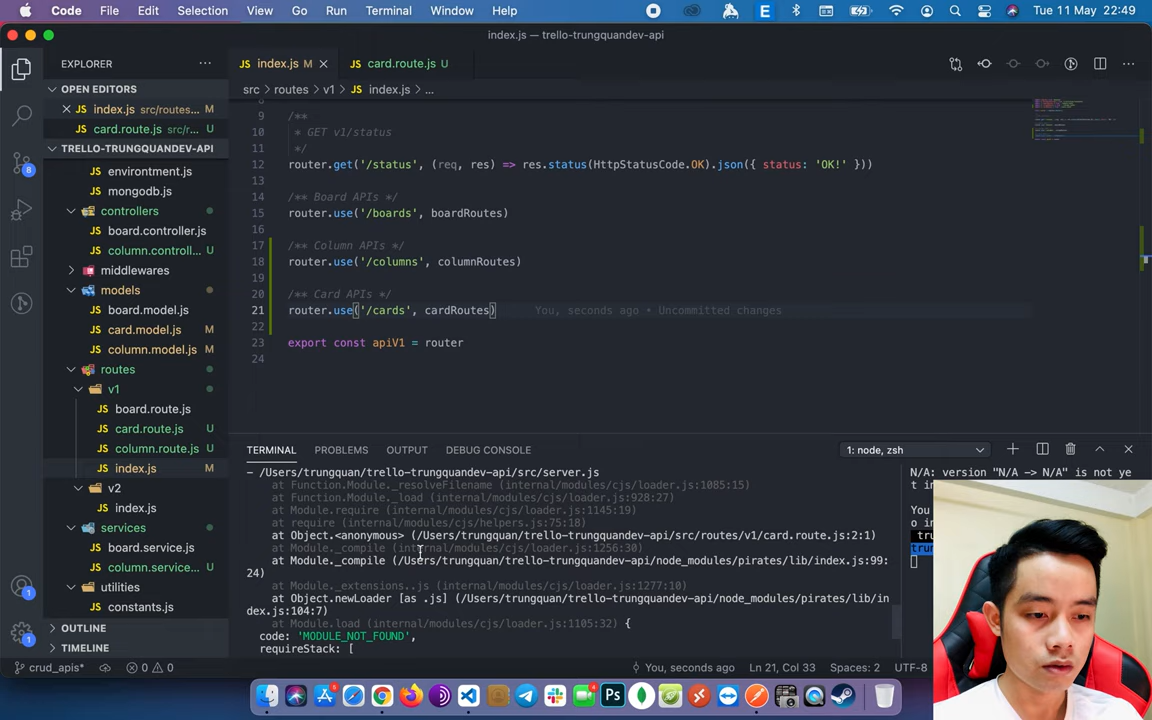 Code File Edit Selection View Go Run Terminal Window Help Tue 11 May 22:49
index.js — trello-trungquandev-api
EXPLORER
index.js M
card.route.js U
src > routes > v1 > index.js > ...
OPEN EDITORS
index.js src/routes... M
card.route.js src/r... U
TRELLO-TRUNGQUANDEV-API
environtment.js
mongodb.js
controllers
board.controller.js
column.controll... U
middlewares
models
board.model.js
card.model.js M
column.model.js M
routes
v1
board.route.js
card.route.js U
column.route.js U
index.js M
v2
index.js
services
board.service.js
column.service... U
utilities
constants.js
OUTLINE
TIMELINE
8
9 /**
10 * GET v1/status
11 */
12 router.get('/status', (req, res) => res.status(HttpStatusCode.OK).json({ status: 'OK!' }))
13
14 /** Board APIs */
15 router.use('/boards', boardRoutes)
16
17 /** Column APIs */
18 router.use('/columns', columnRoutes)
19
20 /** Card APIs */
21 router.use('/cards', cardRoutes) You, seconds ago • Uncommitted changes
22
23 export const apiV1 = router
24
TERMINAL PROBLEMS OUTPUT DEBUG CONSOLE 1: node, zsh
- /Users/trungquan/trello-trungquandev-api/src/server.js
at Function.Module._resolveFilename (internal/modules/cjs/loader.js:1085:15)
at Function.Module._load (internal/modules/cjs/loader.js:928:27)
at Module.require (internal/modules/cjs/loader.js:1145:19)
at require (internal/modules/cjs/helpers.js:75:18)
at Object.<anonymous> (/Users/trungquan/trello-trungquandev-api/src/routes/v1/card.route.js:2:1)
at Module._compile (internal/modules/cjs/loader.js:1256:30)
at Module._compile (/Users/trungquan/trello-trungquandev-api/node_modules/pirates/lib/index.js:99:
24)
at Module._extensions..js (internal/modules/cjs/loader.js:1277:10)
at Object.newLoader [as .js] (/Users/trungquan/trello-trungquandev-api/node_modules/pirates/lib/in
dex.js:104:7)
at Module.load (internal/modules/cjs/loader.js:1105:32) {
code: 'MODULE_NOT_FOUND',
requireStack: [
N/A: version "N/A -> N/A" is not ye
t in
You
o in
crud_apis* 0 0 You, seconds ago Ln 21, Col 33 Spaces: 2 UTF-8